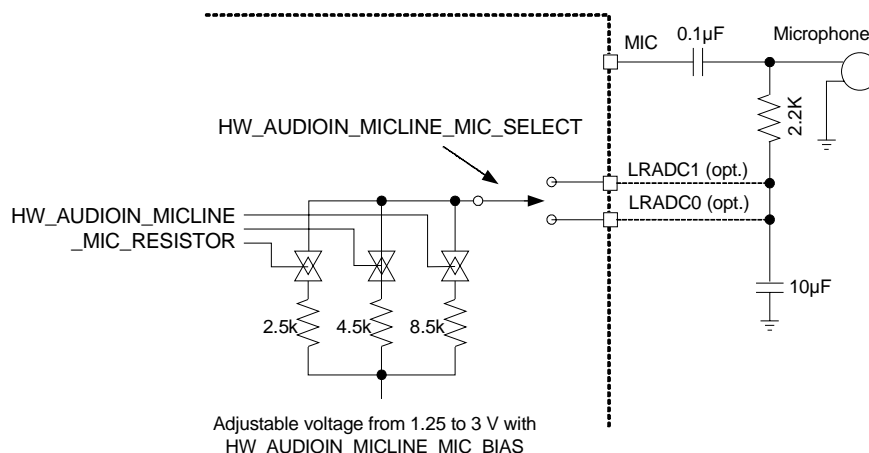 MIC
0.1µF
Microphone
2.2K
HW_AUDIOIN_MICLINE_MIC_SELECT
LRADC1 (opt.)
LRADC0 (opt.)
HW_AUDIOIN_MICLINE
_MIC_RESISTOR
10µF
2.5k
4.5k
8.5k
Adjustable voltage from 1.25 to 3 V with
HW_AUDIOIN_MICLINE_MIC_BIAS